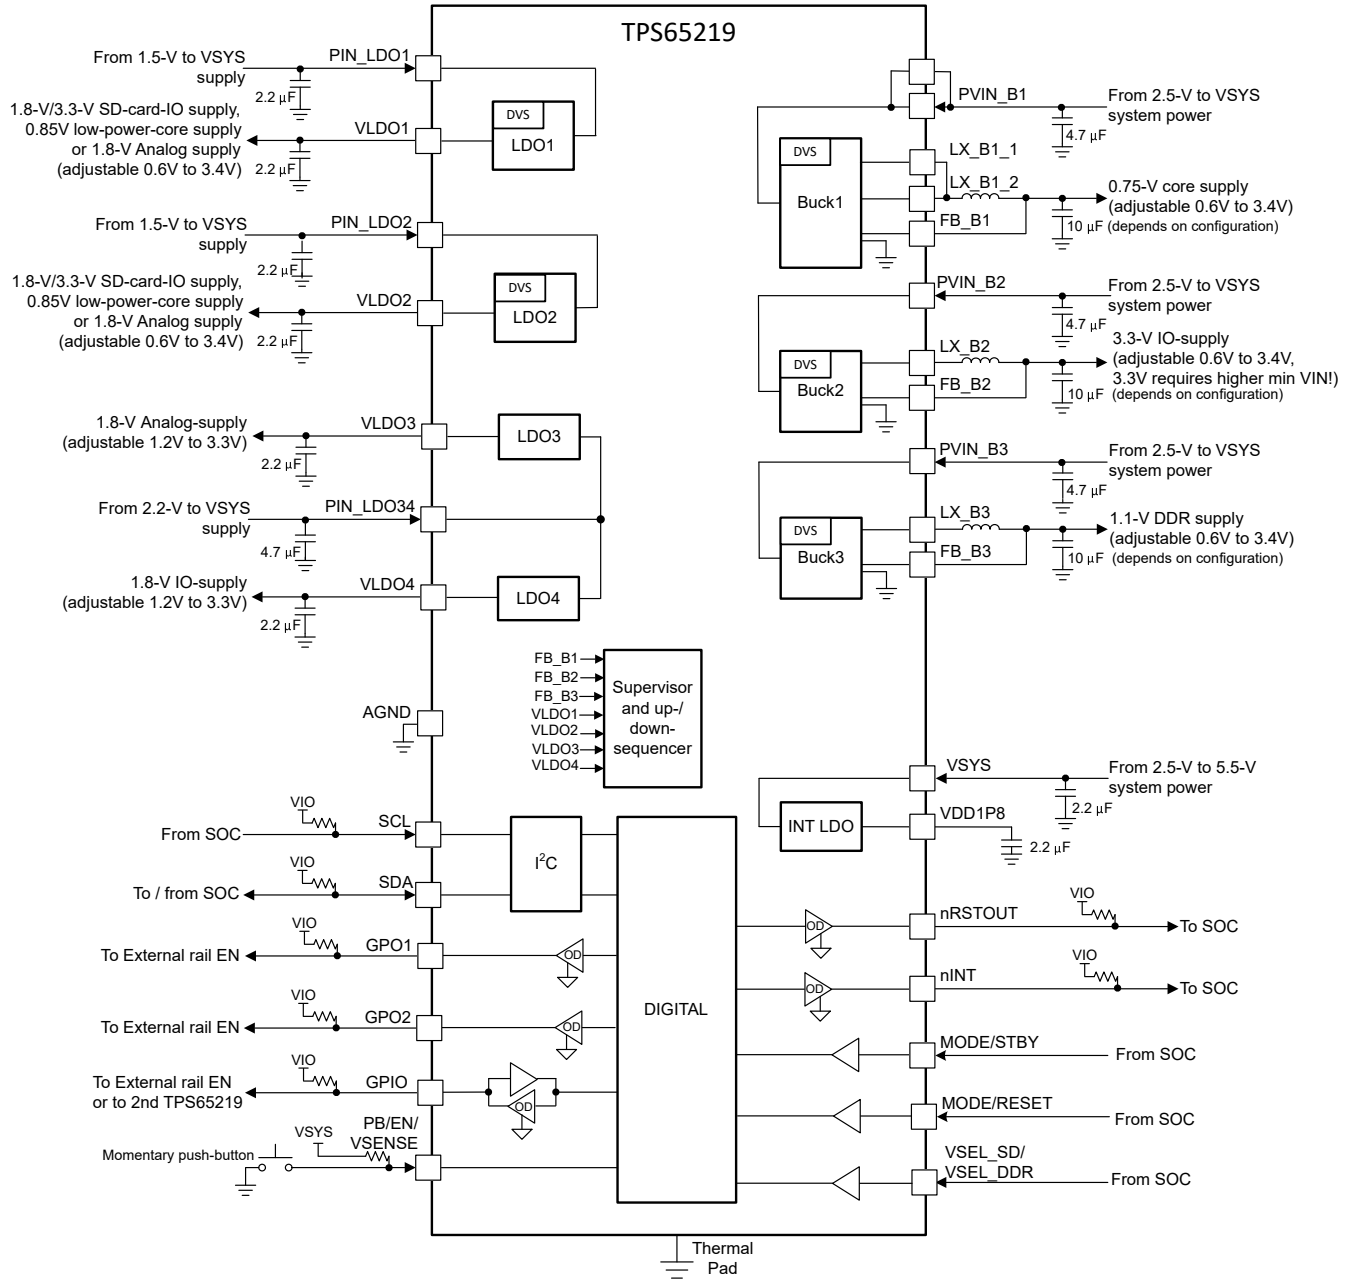 TPS65219
From 1.5-V to VSYS
supply
PIN_LDO1
2.2 μF
1.8-V/3.3-V SD-card-IO supply,
0.85V low-power-core supply
or 1.8-V Analog supply
(adjustable 0.6V to 3.4V)
VLDO1
2.2 μF
DVS
LDO1
From 1.5-V to VSYS
supply
PIN_LDO2
2.2 μF
1.8-V/3.3-V SD-card-IO supply,
0.85V low-power-core supply
or 1.8-V Analog supply
(adjustable 0.6V to 3.4V)
VLDO2
2.2 μF
DVS
LDO2
1.8-V Analog-supply
(adjustable 1.2V to 3.3V)
VLDO3
2.2 μF
LDO3
From 2.2-V to VSYS
supply
PIN_LDO34
4.7 μF
1.8-V IO-supply
(adjustable 1.2V to 3.3V)
VLDO4
2.2 μF
LDO4
PVIN_B1
From 2.5-V to VSYS
system power
4.7 μF
DVS
Buck1
LX_B1_1
LX_B1_2
FB_B1
0.75-V core supply
(adjustable 0.6V to 3.4V)
10 μF (depends on configuration)
PVIN_B2
From 2.5-V to VSYS
system power
4.7 μF
DVS
Buck2
LX_B2
FB_B2
3.3-V IO-supply
(adjustable 0.6V to 3.4V,
3.3V requires higher min VIN!)
10 μF (depends on configuration)
PVIN_B3
From 2.5-V to VSYS
system power
4.7 μF
DVS
Buck3
LX_B3
FB_B3
1.1-V DDR supply
(adjustable 0.6V to 3.4V)
10 μF (depends on configuration)
FB_B1
FB_B2
FB_B3
VLDO1
VLDO2
VLDO3
VLDO4
Supervisor
and up-/
down-
sequencer
AGND
VSYS
From 2.5-V to 5.5-V
system power
2.2 μF
INT LDO
VDD1P8
2.2 μF
VIO
From SOC
SCL
I²C
VIO
To / from SOC
SDA
VIO
To External rail EN
GPO1
OD
VIO
To External rail EN
GPO2
OD
VIO
To External rail EN
or to 2nd TPS65219
GPIO
OD
VSYS
PB/EN/
VSENSE
Momentary push-button
DIGITAL
OD
nRSTOUT
VIO
To SOC
OD
nINT
VIO
To SOC
MODE/STBY
From SOC
MODE/RESET
From SOC
VSEL_SD/
VSEL_DDR
From SOC
Thermal
Pad